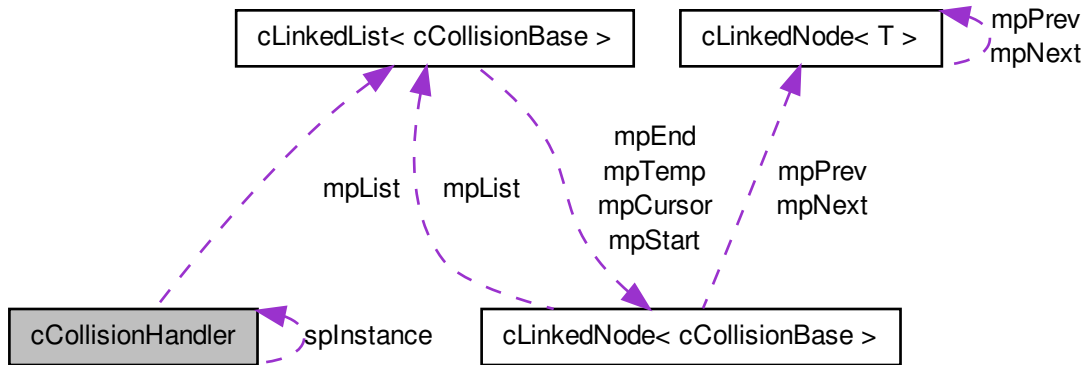 cLinkedList< cCollisionBase >
cLinkedNode< T >
mpPrev
mpNext
mpList
mpList
mpEnd
mpTemp
mpCursor
mpStart
mpPrev
mpNext
cCollisionHandler
spInstance
cLinkedNode< cCollisionBase >